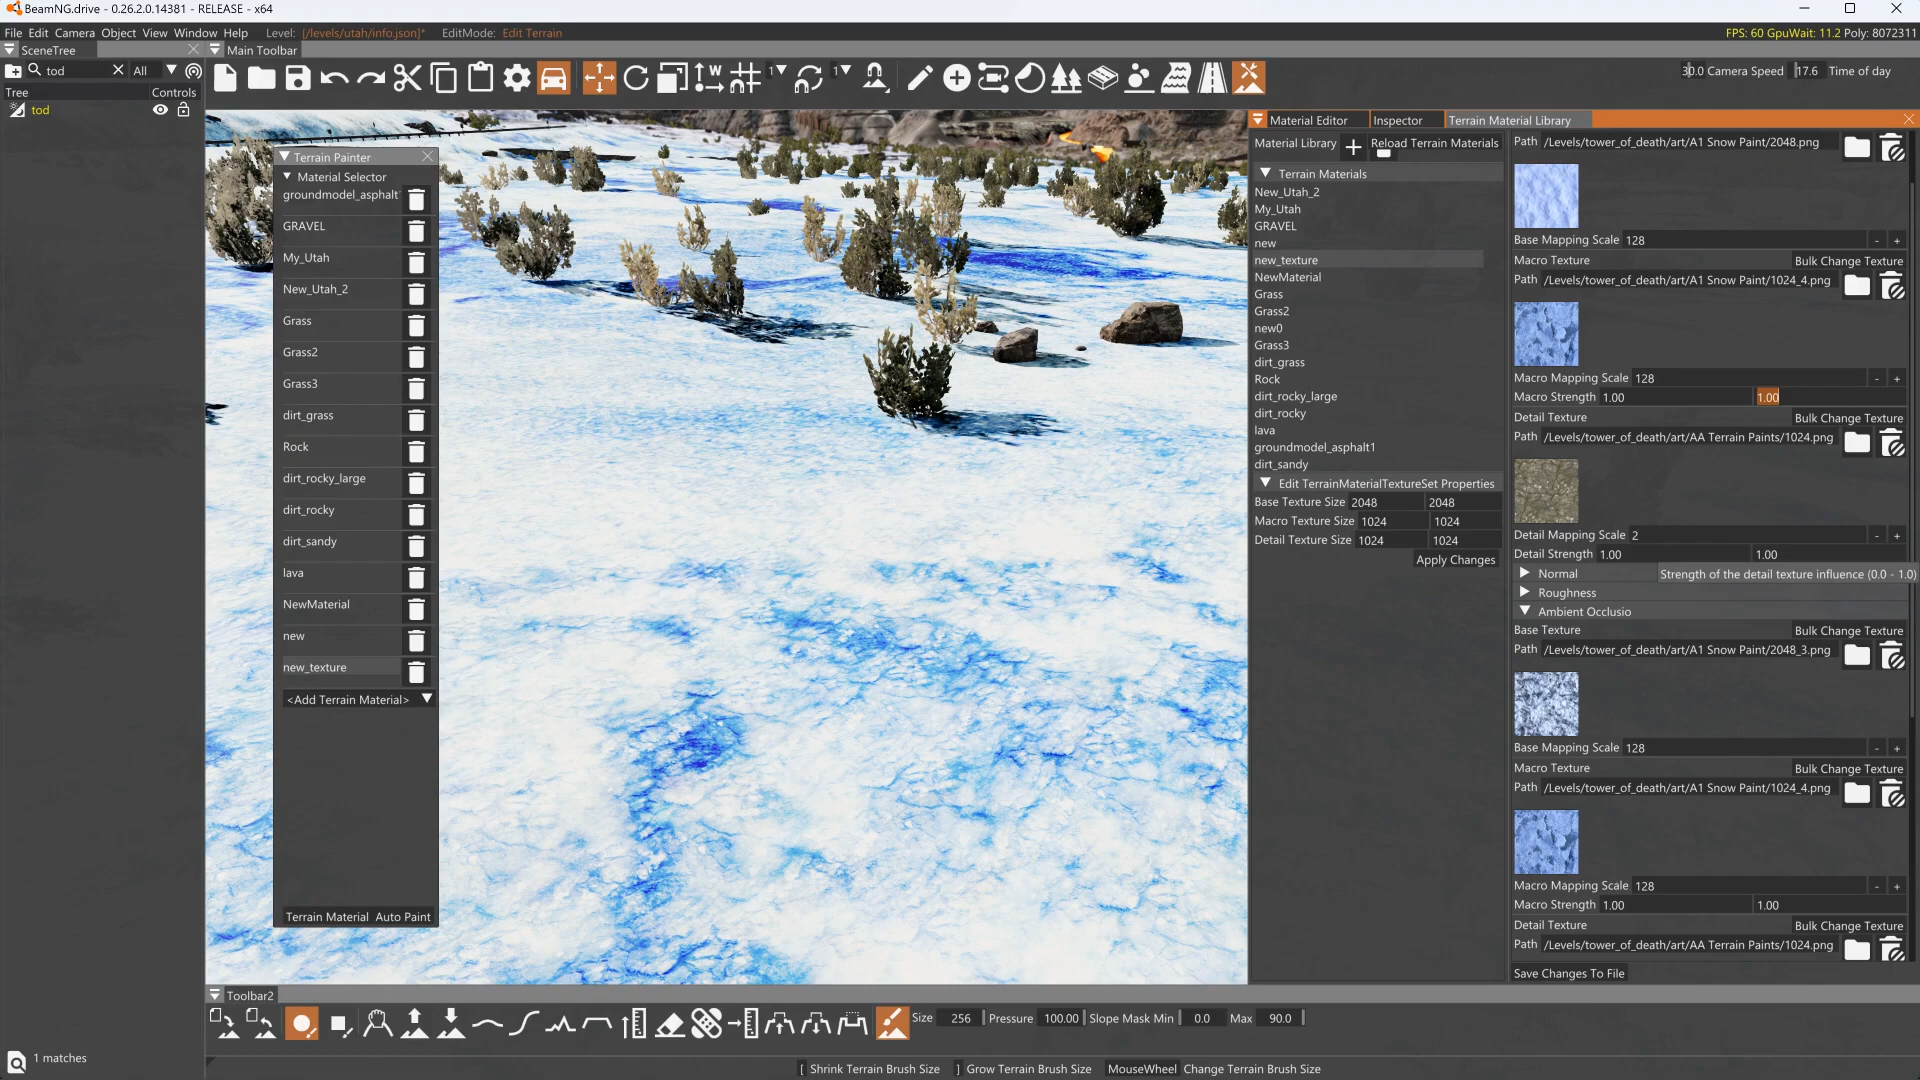 BeamNG.drive - 0.26.2.0.14381 - RELEASE - x64
File Edit Camera Object View Window Help Level: [/levels/utah/info.json]* EditMode: Edit Terrain
FPS: 60 GpuWait: 11.2 Poly: 8072311
SceneTree
Main Toolbar
tod
All
1
1
30.0 Camera Speed 17.6 Time of day
Tree Controls
tod
Terrain Painter
Material Selector
groundmodel_asphalt
GRAVEL
My_Utah
New_Utah_2
Grass
Grass2
Grass3
dirt_grass
Rock
dirt_rocky_large
dirt_rocky
dirt_sandy
lava
NewMaterial
new
new_texture
<Add Terrain Material>
Terrain Material Auto Paint
Material Editor Inspector Terrain Material Library
Material Library Reload Terrain Materials
Terrain Materials
New_Utah_2
My_Utah
GRAVEL
new
new_texture
NewMaterial
Grass
Grass2
new0
Grass3
dirt_grass
Rock
dirt_rocky_large
dirt_rocky
lava
groundmodel_asphalt1
dirt_sandy
Edit TerrainMaterialTextureSet Properties
Base Texture Size 2048 2048
Macro Texture Size 1024 1024
Detail Texture Size 1024 1024
Apply Changes
Path /Levels/tower_of_death/art/A1 Snow Paint/2048.png
Base Mapping Scale 128 - +
Macro Texture Bulk Change Texture
Path /Levels/tower_of_death/art/A1 Snow Paint/1024_4.png
Macro Mapping Scale 128 - +
Macro Strength 1.00 1.00
Detail Texture Bulk Change Texture
Path /Levels/tower_of_death/art/AA Terrain Paints/1024.png
Detail Mapping Scale 2 - +
Detail Strength 1.00 1.00
Normal
Strength of the detail texture influence (0.0 - 1.0)
Roughness
Ambient Occlusio
Base Texture Bulk Change Texture
Path /Levels/tower_of_death/art/A1 Snow Paint/2048_3.png
Base Mapping Scale 128 - +
Macro Texture Bulk Change Texture
Path /Levels/tower_of_death/art/A1 Snow Paint/1024_4.png
Macro Mapping Scale 128 - +
Macro Strength 1.00 1.00
Detail Texture Bulk Change Texture
Path /Levels/tower_of_death/art/AA Terrain Paints/1024.png
Save Changes To File
Toolbar2
Size 256 Pressure 100.00 Slope Mask Min 0.0 Max 90.0
1 matches
[ Shrink Terrain Brush Size ] Grow Terrain Brush Size MouseWheel Change Terrain Brush Size